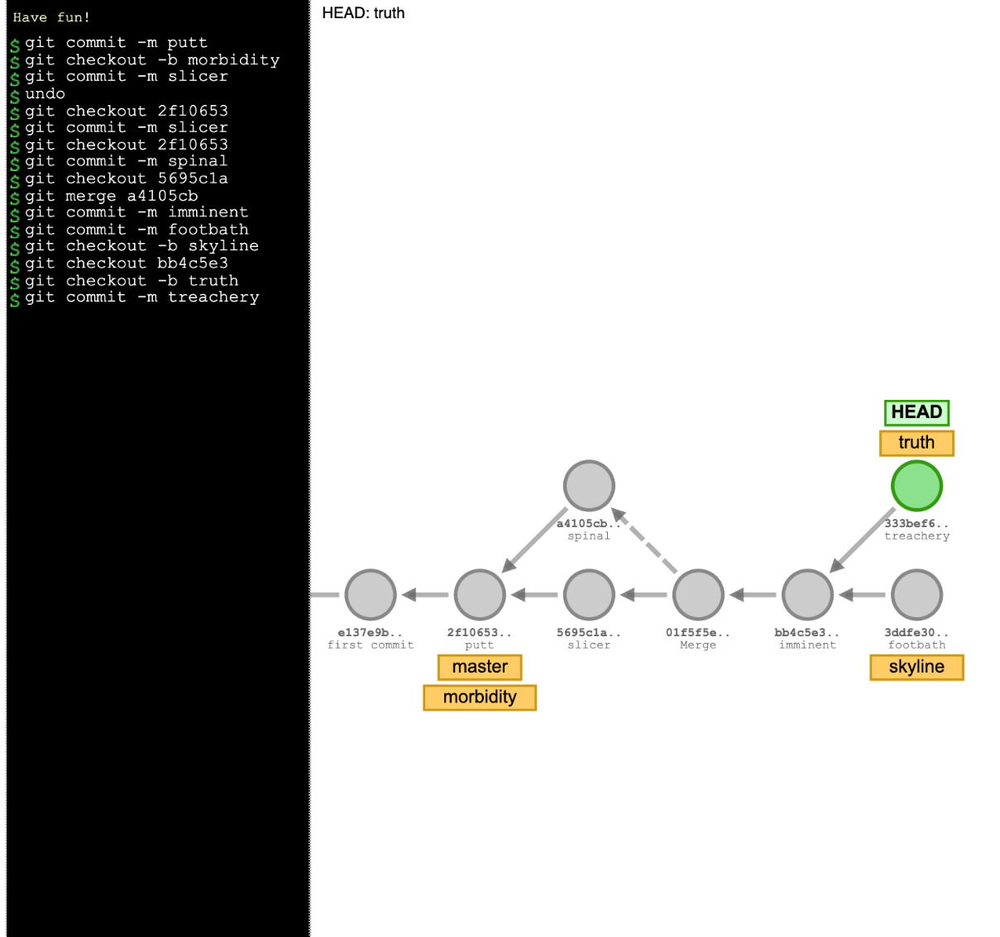 Have fun!
$ git commit -m putt
$ git checkout -b morbidity
$ git commit -m slicer
$ undo
$ git checkout 2f10653
$ git commit -m slicer
$ git checkout 2f10653
$ git commit -m spinal
$ git checkout 5695c1a
$ git merge a4105cb
$ git commit -m imminent
$ git commit -m footbath
$ git checkout -b skyline
$ git checkout bb4c5e3
$ git checkout -b truth
$ git commit -m treachery
HEAD: truth
HEAD
truth
a4105cb..
spinal
333bef6..
treachery
e137e9b..
first commit
2f10653..
putt
5695c1a..
slicer
01f5f5e..
Merge
bb4c5e3..
imminent
3ddfe30..
footbath
master
morbidity
skyline